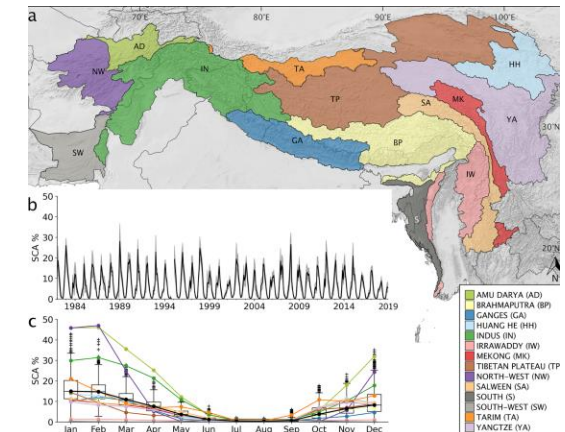 a
70°E
80°E
90°E
100°E
AD
NW
IN
TA
HH
TP
SA
MK
YA
GA
BP
SW
IW
S
30°N
20°N
N
b
SCA %
50
40
30
20
10
0
1984
1989
1994
1999
2004
2009
2014
2019
c
SCA %
50
40
30
20
10
0
Jan
Feb
Mar
Apr
May
Jun
Jul
Aug
Sep
Oct
Nov
Dec
AMU DARYA (AD)
BRAHMAPUTRA (BP)
GANGES (GA)
HUANG HE (HH)
INDUS (IN)
IRRAWADDY (IW)
MEKONG (MK)
TIBETAN PLATEAU (TP
NORTH-WEST (NW)
SALWEEN (SA)
SOUTH (S)
SOUTH-WEST (SW)
TARIM (TA)
YANGTZE (YA)